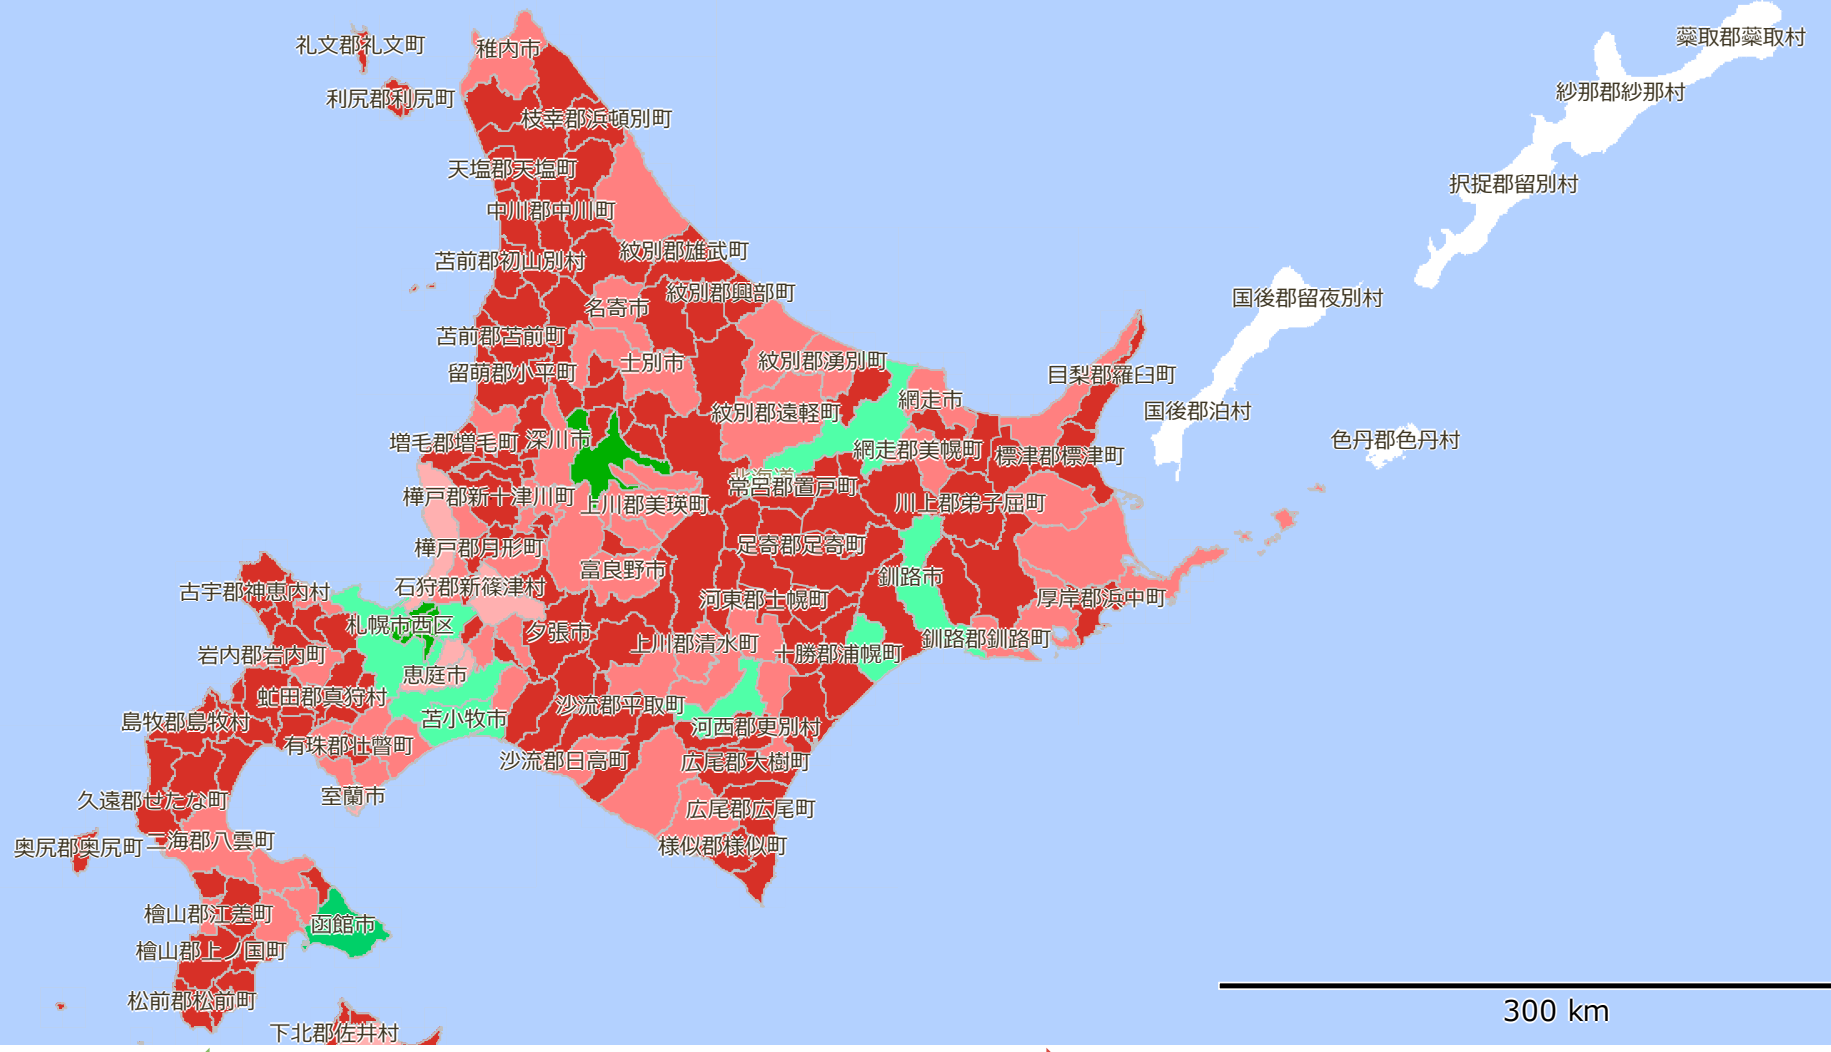 蘂取郡蘂取村
礼文郡礼文町
稚内市
紗那郡紗那村
利尻郡利尻町
枝幸郡浜頓別町
天塩郡天塩町
択捉郡留別村
中川郡中川町
紋別郡雄武町
苫前郡初山別村
紋別郡興部町
国後郡留夜別村
名寄市
苫前郡苫前町
紋別郡湧別町
士別市
留萌郡小平町
目梨郡羅臼町
網走市
紋別郡遠軽町
国後郡泊村
増毛郡増毛町
深川市
色丹郡色丹村
網走郡美幌町
標津郡標津町
北海道
常呂郡置戸町
樺戸郡新十津川町
上川郡美瑛町
川上郡弟子屈町
樺戸郡月形町
足寄郡足寄町
富良野市
釧路市
石狩郡新篠津村
古宇郡神恵内村
河東郡士幌町
厚岸郡浜中町
札幌市西区
夕張市
上川郡清水町
釧路郡釧路町
岩内郡岩内町
十勝郡浦幌町
恵庭市
虻田郡真狩村
沙流郡平取町
島牧郡島牧村
苫小牧市
河西郡更別村
有珠郡壮瞥町
沙流郡日高町
広尾郡大樹町
室蘭市
久遠郡せたな町
広尾郡広尾町
奥尻郡奥尻町
二海郡八雲町
様似郡様似町
檜山郡江差町
函館市
檜山郡上ノ国町
松前郡松前町
300 km
下北郡佐井村